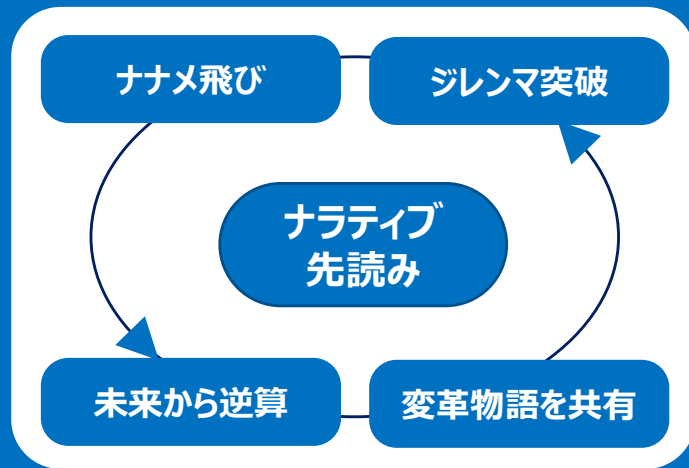 ナナメ飛び
ジレンマ突破
ナラティブ
先読み
未来から逆算
変革物語を共有